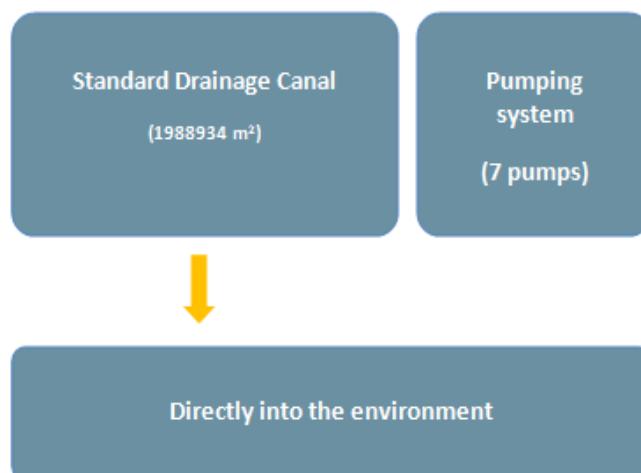 Standard Drainage Canal
(1988934 m²)
Pumping
system
(7 pumps)
Directly into the environment